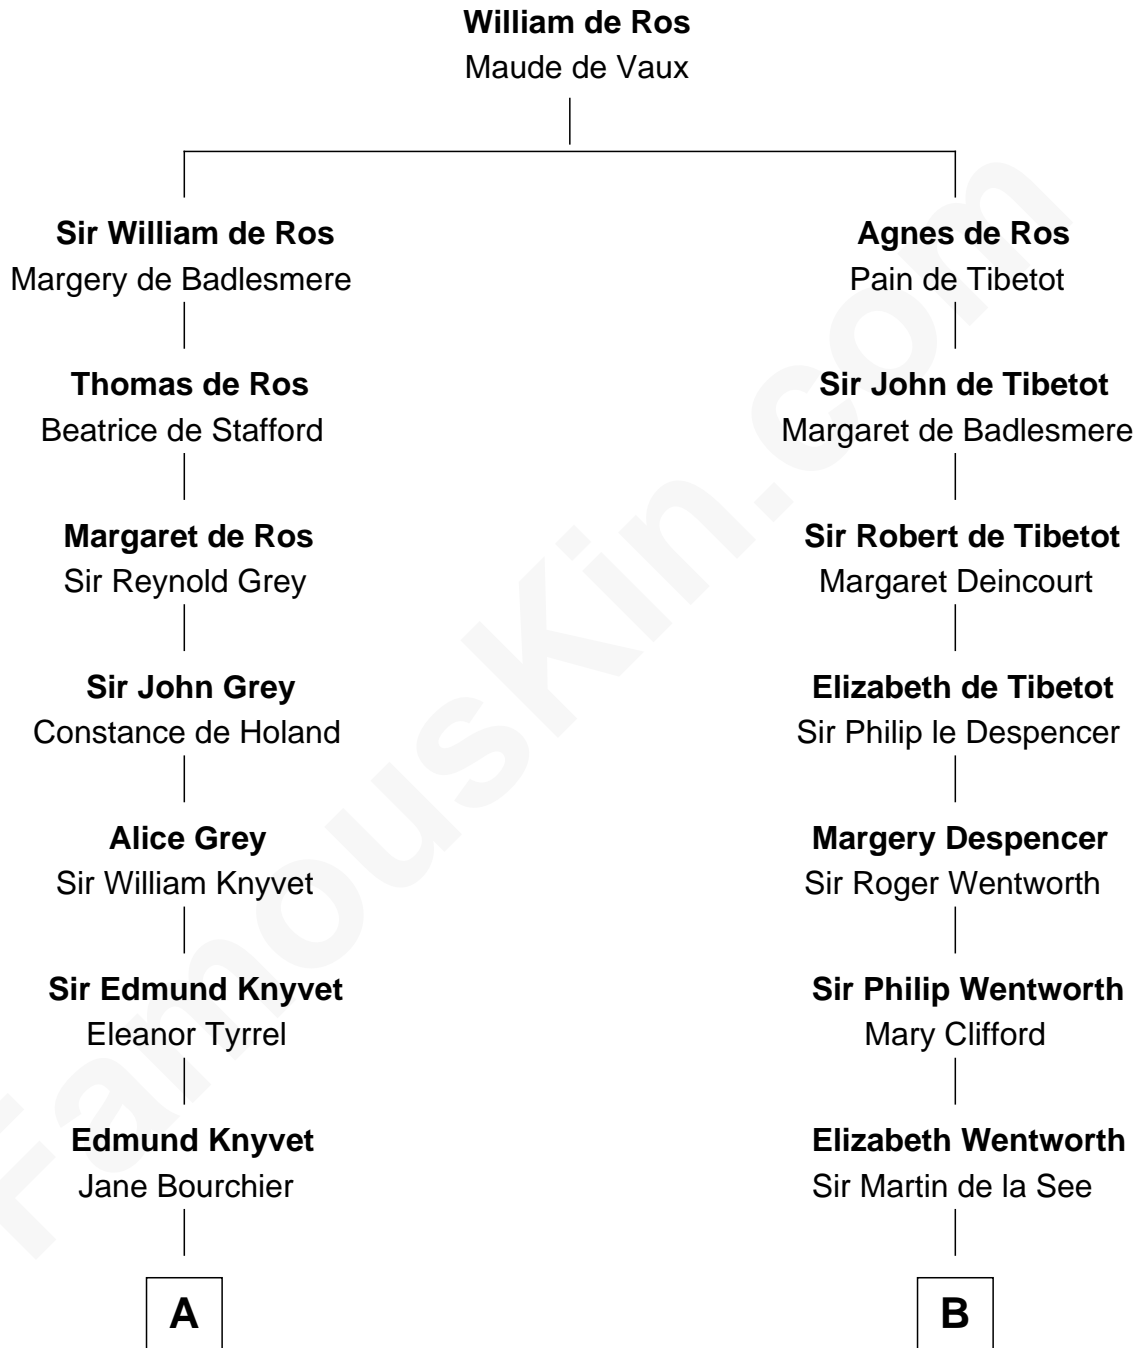 William de Ros
Maude de Vaux
Sir William de Ros
Margery de Badlesmere
Agnes de Ros
Pain de Tibetot
Thomas de Ros
Beatrice de Stafford
Sir John de Tibetot
Margaret de Badlesmere
Margaret de Ros
Sir Reynold Grey
Sir Robert de Tibetot
Margaret Deincourt
Sir John Grey
Constance de Holand
Elizabeth de Tibetot
Sir Philip le Despencer
Alice Grey
Sir William Knyvet
Margery Despencer
Sir Roger Wentworth
Sir Edmund Knyvet
Eleanor Tyrrel
Sir Philip Wentworth
Mary Clifford
Edmund Knyvet
Jane Bourchier
Elizabeth Wentworth
Sir Martin de la See
A
B
FamousKin.com